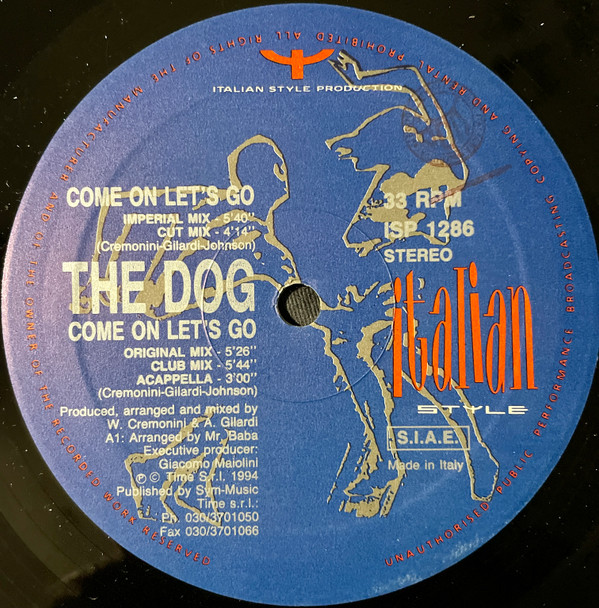 ITALIAN STYLE PRODUCTION
COME ON LET'S GO
IMPERIAL MIX - 5'40"
CUT MIX - 4'14"
(Cremonini-Gilardi-Johnson)
THE DOG
COME ON LET'S GO
ORIGINAL MIX - 5'26"
CLUB MIX - 5'44"
ACAPPELLA - 3'00"
(Cremonini-Gilardi-Johnson)
Produced, arranged and mixed by
W. Cremonini & A. Gilardi
A1: Arranged by Mr. Baba
Executive producer:
Giacomo Maiolini
℗ © Time S.r.l. 1994
Published by Sym-Music
Time s.r.l.:
Ph. 030/3701050
Fax 030/3701066
33 RPM
ISP 1286
STEREO
italian
STYLE
S.I.A.E.
Made in Italy
ALL RIGHTS OF THE MANUFACTURER AND OF THE OWNER OF THE RECORDED WORK RESERVED
UNAUTHORISED PUBLIC PERFORMANCE BROADCASTING COPYING AND RENTAL PROHIBITED